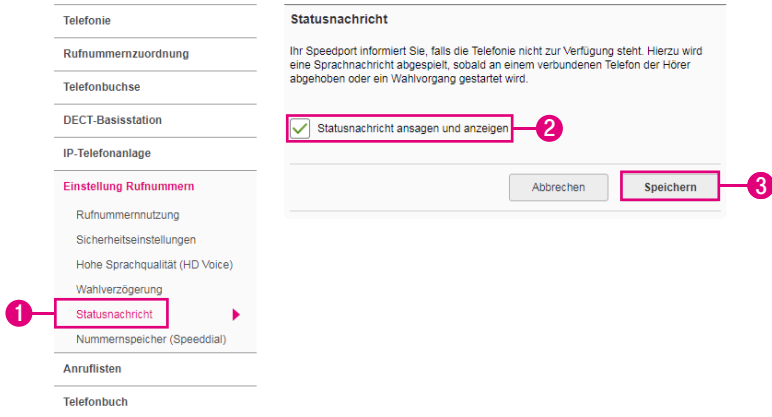 Telefonie
Rufnummernzuordnung
Telefonbuchse
DECT-Basisstation
IP-Telefonanlage
Einstellung Rufnummern
Rufnummernnutzung
Sicherheitseinstellungen
Hohe Sprachqualität (HD Voice)
Wahlverzögerung
1
Statusnachricht
Nummernspeicher (Speeddial)
Anruflisten
Telefonbuch
Statusnachricht
Ihr Speedport informiert Sie, falls die Telefonie nicht zur Verfügung steht. Hierzu wird
eine Sprachnachricht abgespielt, sobald an einem verbundenen Telefon der Hörer
abgehoben oder ein Wahlvorgang gestartet wird.
Statusnachricht ansagen und anzeigen
2
Abbrechen
Speichern
3